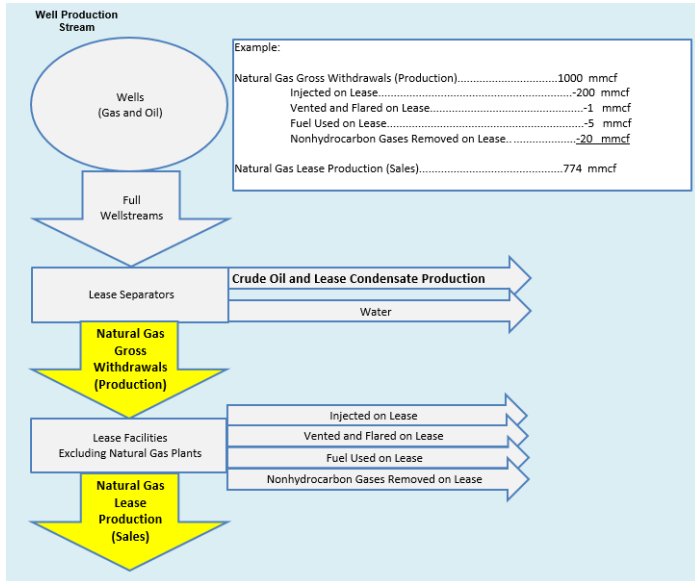 Well Production
Stream
Example:
Natural Gas Gross Withdrawals (Production)..............................1000 mmcf
Injected on Lease............................................................-200 mmcf
Vented and Flared on Lease................................................-1 mmcf
Fuel Used on Lease............................................................-5 mmcf
Nonhydrocarbon Gases Removed on Lease.....................-20 mmcf
Natural Gas Lease Production (Sales)...........................................774 mmcf
Wells
(Gas and Oil)
Full
Wellstreams
Lease Separators
Crude Oil and Lease Condensate Production
Water
Natural Gas
Gross
Withdrawals
(Production)
Lease Facilities
Excluding Natural Gas Plants
Injected on Lease
Vented and Flared on Lease
Fuel Used on Lease
Nonhydrocarbon Gases Removed on Lease
Natural Gas
Lease
Production
(Sales)